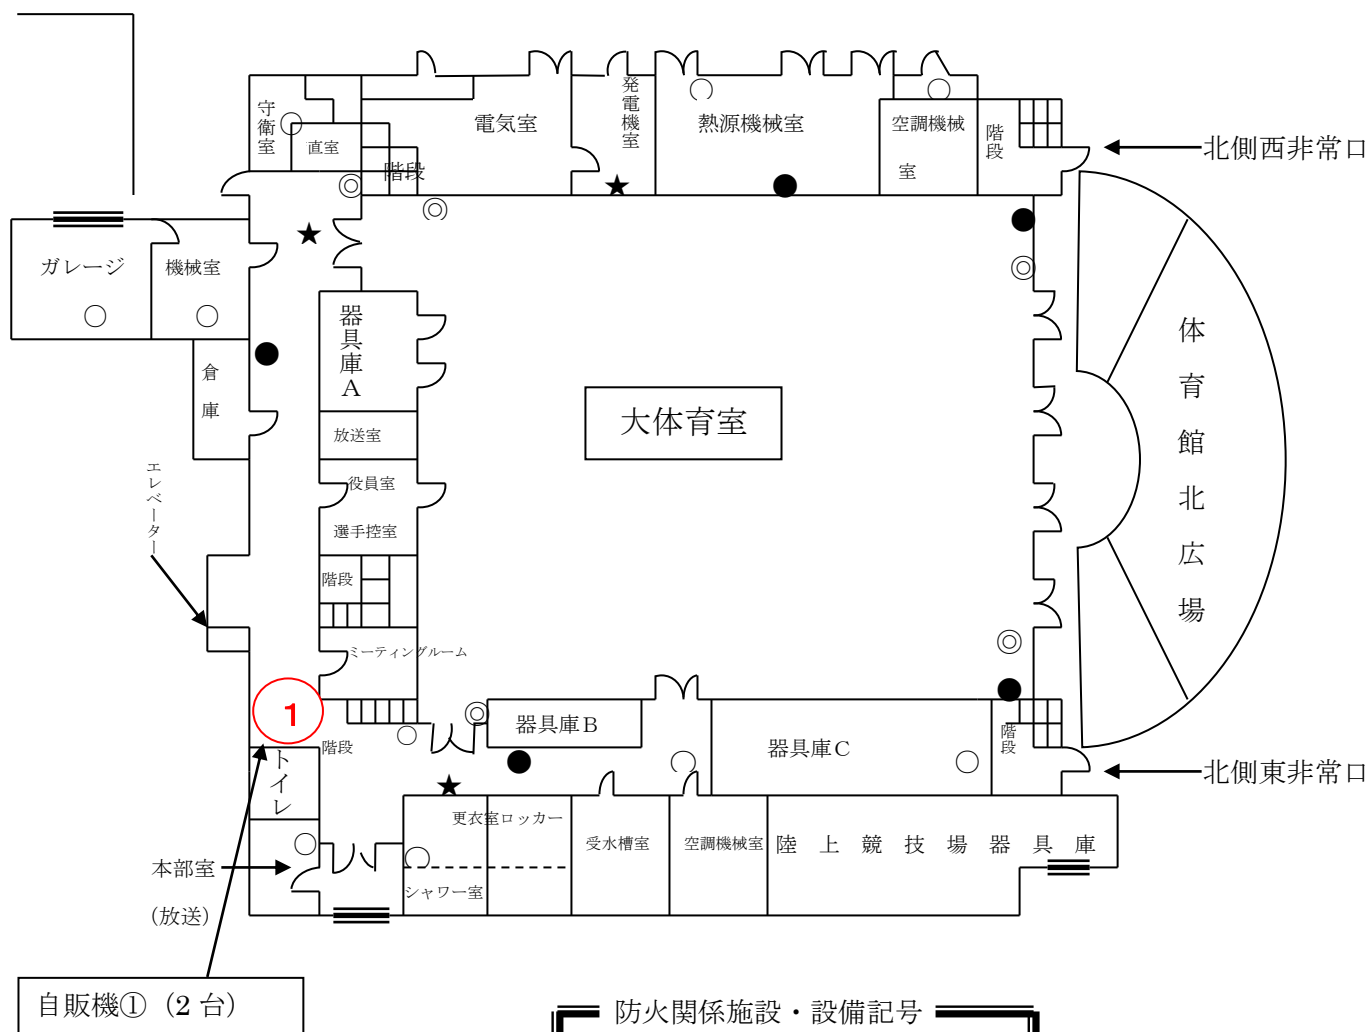 守衛室
直室
階段
電気室
発電機室
熱源機械室
空調機械
室
階段
北側西非常口
ガレージ
機械室
倉庫
器具庫A
放送室
役員室
選手控室
階段
ミーティングルーム
エレベーター
大体育室
体育館北広場
1
階段
トイレ
器具庫B
器具庫C
階段
北側東非常口
更衣室ロッカー
シャワー室
受水槽室
空調機械室
陸上競技場器具庫
本部室
（放送）
自販機①（2台）
防火関係施設・設備記号